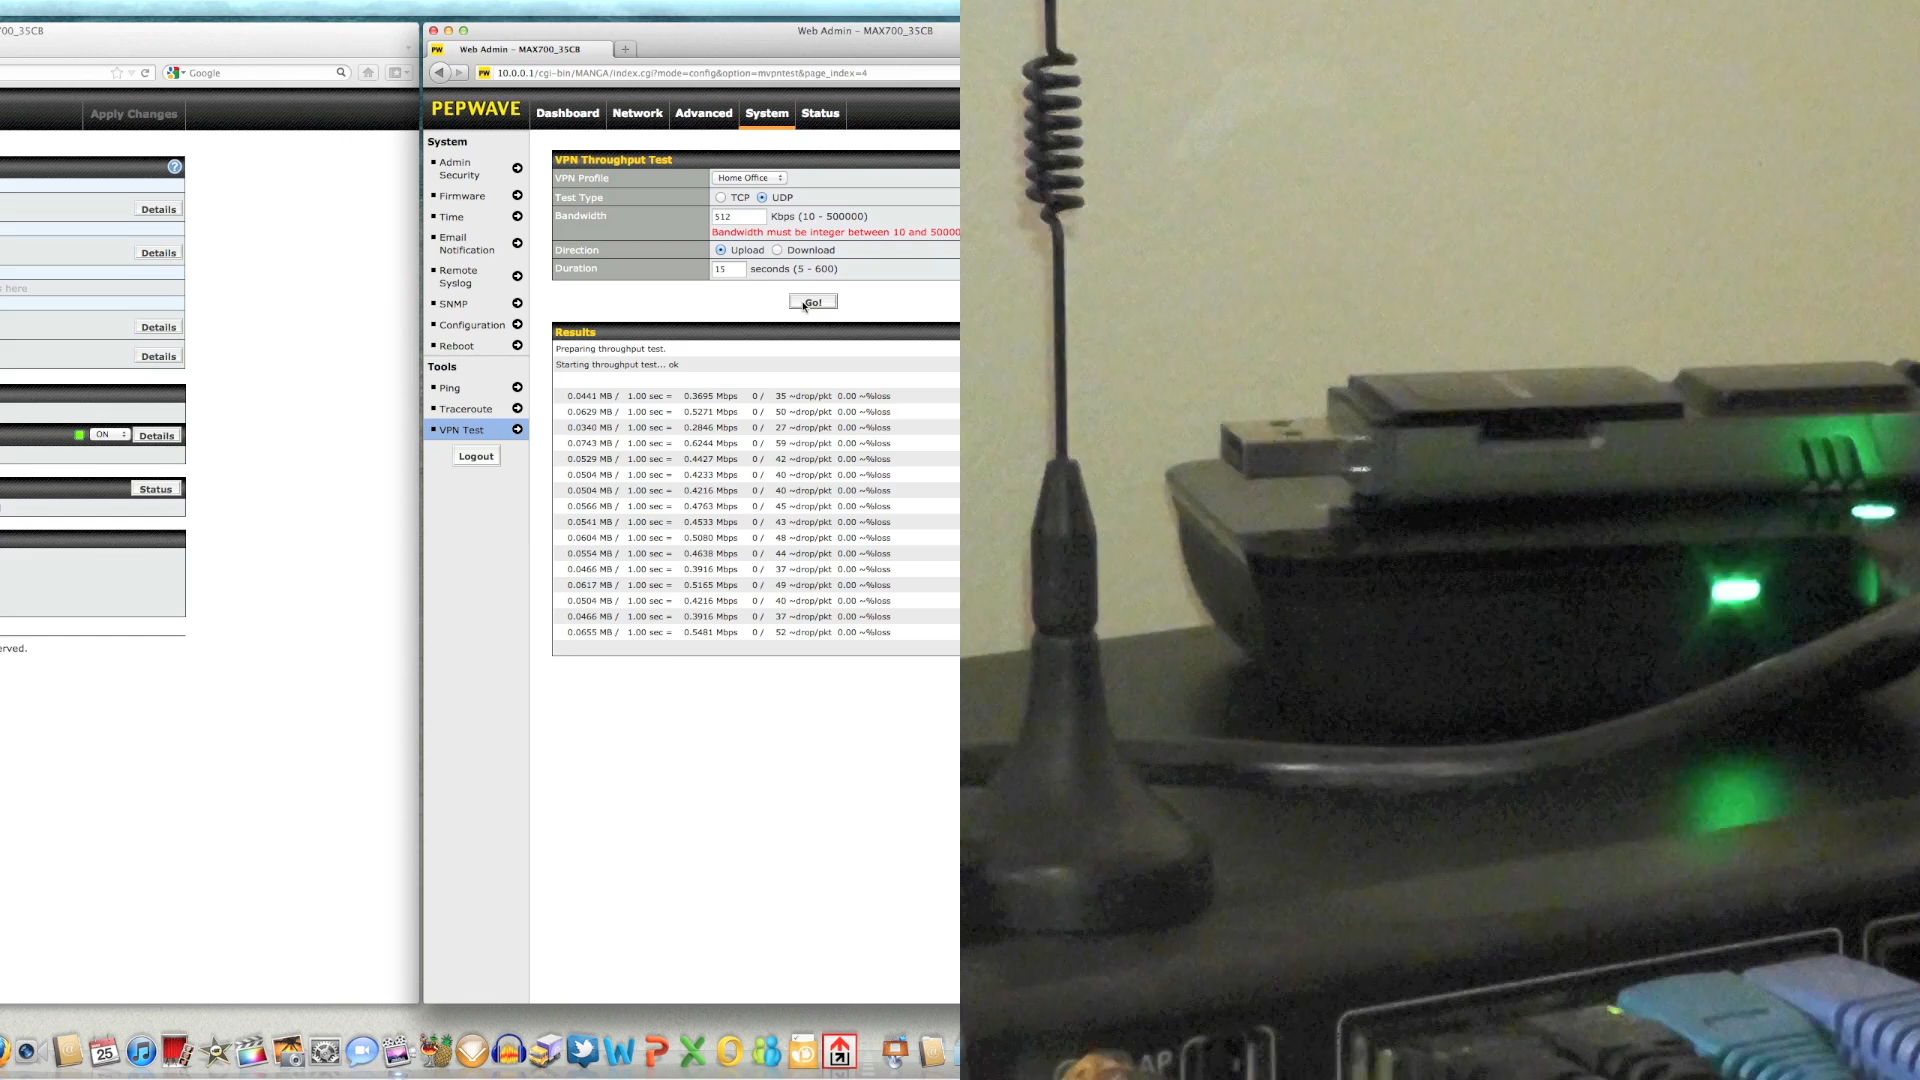 700_35CB
Google
Apply Changes
Details
Details
s here
Details
Details
ON
Details
Status
erved.
Web Admin – MAX700_35CB
PW Web Admin – MAX700_35CB
PW 10.0.0.1/cgi-bin/MANGA/index.cgi?mode=config&option=mvpntest&page_index=4
PEPWAVE Dashboard Network Advanced System Status
System
Admin Security
Firmware
Time
Email Notification
Remote Syslog
SNMP
Configuration
Reboot
Tools
Ping
Traceroute
VPN Test
Logout
VPN Throughput Test
VPN Profile Home Office
Test Type TCP UDP
Bandwidth 512 Kbps (10 - 500000)
Bandwidth must be integer between 10 and 50000
Direction Upload Download
Duration 15 seconds (5 - 600)
Go!
Results
Preparing throughput test.
Starting throughput test... ok
0.0441 MB / 1.00 sec = 0.3695 Mbps 0 / 35 ~drop/pkt 0.00 ~%loss
0.0629 MB / 1.00 sec = 0.5271 Mbps 0 / 50 ~drop/pkt 0.00 ~%loss
0.0340 MB / 1.00 sec = 0.2846 Mbps 0 / 27 ~drop/pkt 0.00 ~%loss
0.0743 MB / 1.00 sec = 0.6244 Mbps 0 / 59 ~drop/pkt 0.00 ~%loss
0.0529 MB / 1.00 sec = 0.4427 Mbps 0 / 42 ~drop/pkt 0.00 ~%loss
0.0504 MB / 1.00 sec = 0.4233 Mbps 0 / 40 ~drop/pkt 0.00 ~%loss
0.0504 MB / 1.00 sec = 0.4216 Mbps 0 / 40 ~drop/pkt 0.00 ~%loss
0.0566 MB / 1.00 sec = 0.4763 Mbps 0 / 45 ~drop/pkt 0.00 ~%loss
0.0541 MB / 1.00 sec = 0.4533 Mbps 0 / 43 ~drop/pkt 0.00 ~%loss
0.0604 MB / 1.00 sec = 0.5080 Mbps 0 / 48 ~drop/pkt 0.00 ~%loss
0.0554 MB / 1.00 sec = 0.4638 Mbps 0 / 44 ~drop/pkt 0.00 ~%loss
0.0466 MB / 1.00 sec = 0.3916 Mbps 0 / 37 ~drop/pkt 0.00 ~%loss
0.0617 MB / 1.00 sec = 0.5165 Mbps 0 / 49 ~drop/pkt 0.00 ~%loss
0.0504 MB / 1.00 sec = 0.4216 Mbps 0 / 40 ~drop/pkt 0.00 ~%loss
0.0466 MB / 1.00 sec = 0.3916 Mbps 0 / 37 ~drop/pkt 0.00 ~%loss
0.0655 MB / 1.00 sec = 0.5481 Mbps 0 / 52 ~drop/pkt 0.00 ~%loss
25
AP